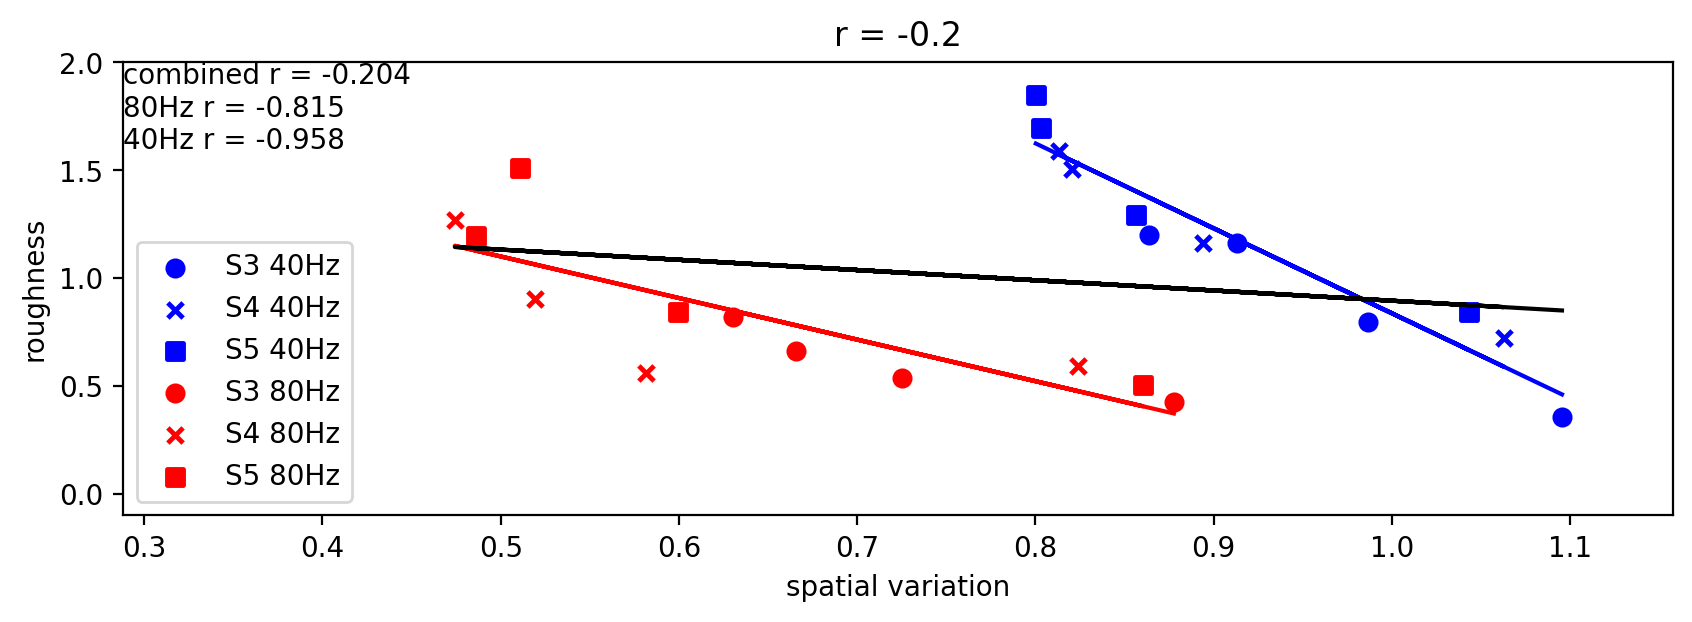 r = -0.2
combined r = -0.204
80Hz r = -0.815
40Hz r = -0.958
2.0
1.5
1.0
0.5
0.0
roughness
S3 40Hz
S4 40Hz
S5 40Hz
S3 80Hz
S4 80Hz
S5 80Hz
0.3 0.4 0.5 0.6 0.7 0.8 0.9 1.0 1.1
spatial variation